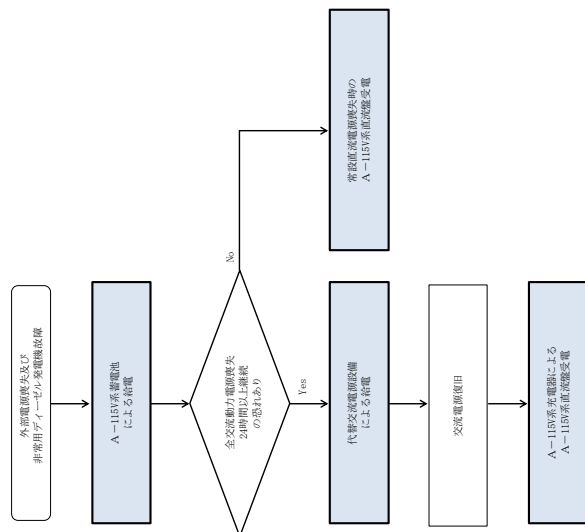 外部電源喪失及び
非常用ディーゼル発電機故障
A－115V系蓄電池
による給電
全交流動力電源喪失
24時間以上継続
の恐れあり
No
Yes
常設直流電源喪失時の
A－115V系直流盤受電
代替交流電源設備
による給電
交流電源復旧
A－115V系充電器による
A－115V系直流盤受電